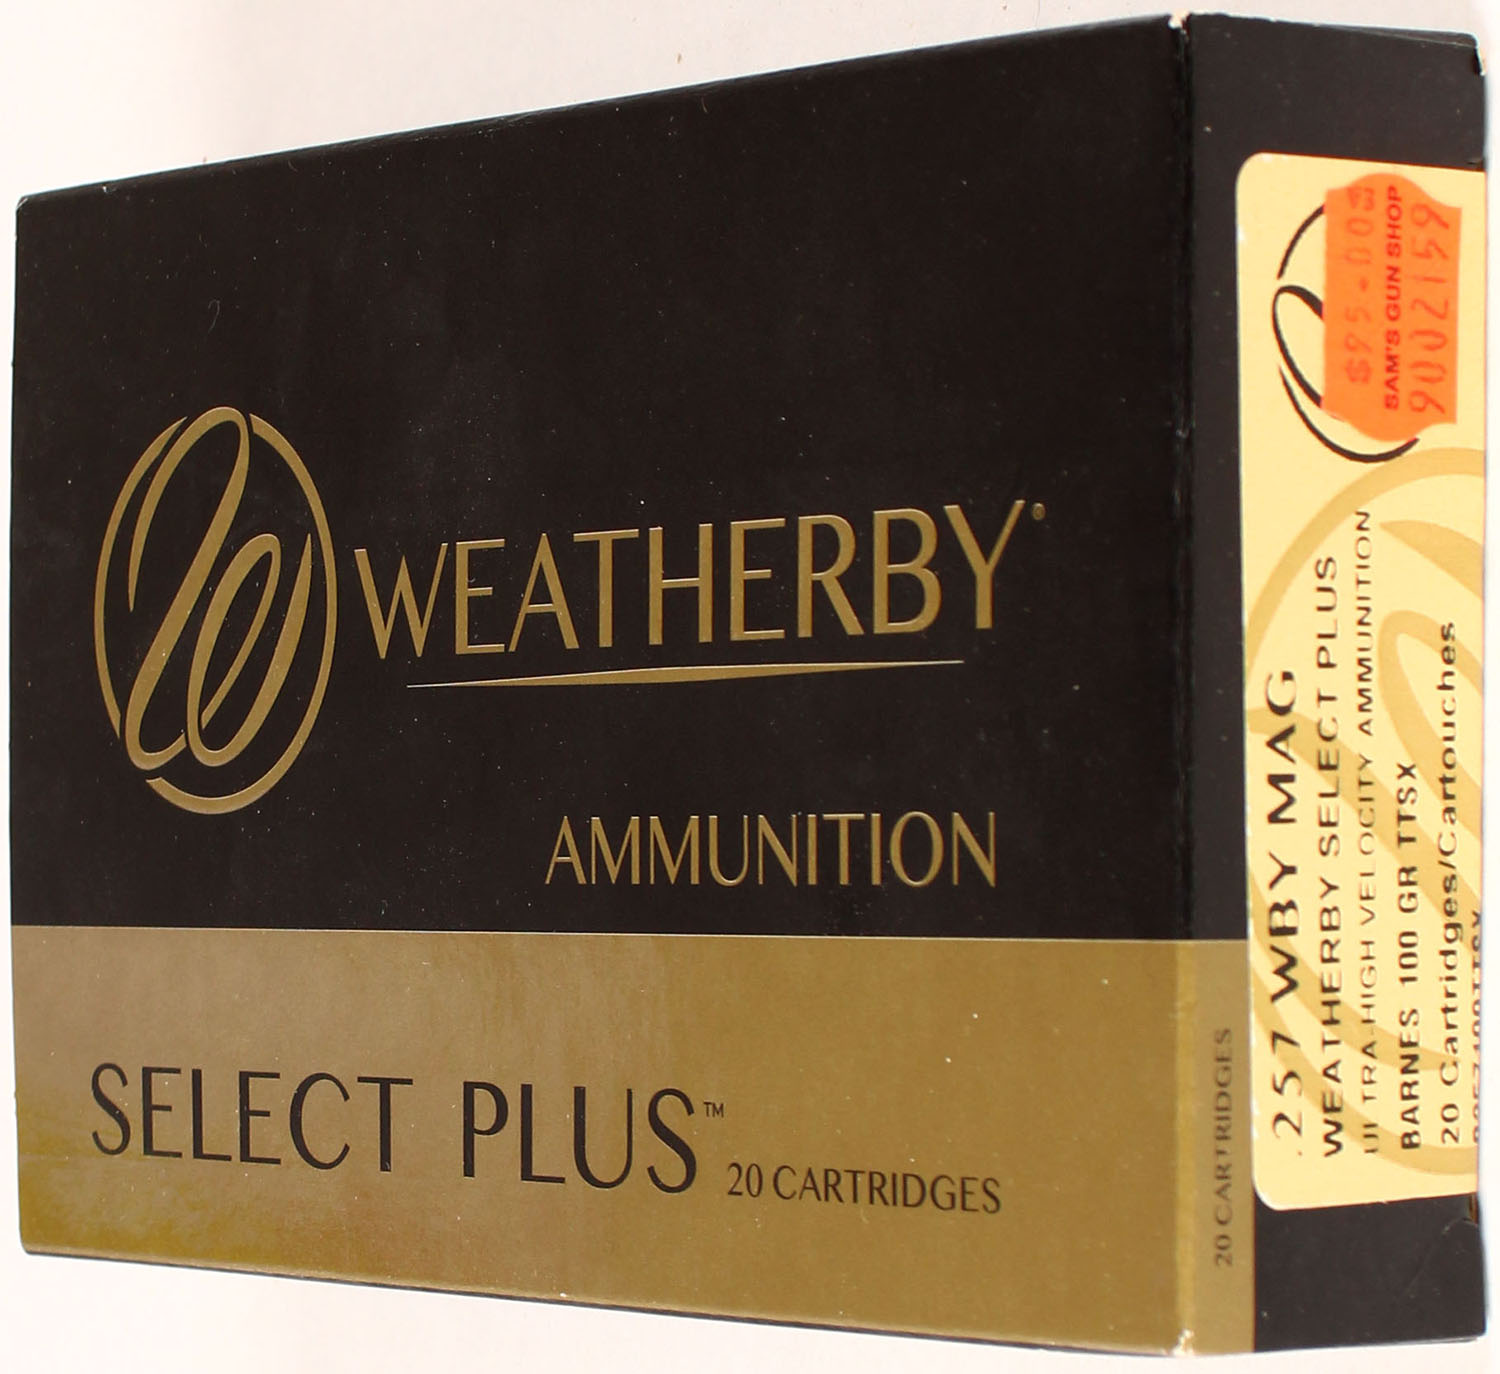 WEATHERBY®
AMMUNITION
SELECT PLUS™
20 CARTRIDGES
20 CARTRIDGES
$95.00
SAM'S GUN SHOP
9002159
.257 WBY MAG
WEATHERBY SELECT PLUS
ULTRA-HIGH VELOCITY AMMUNITION
BARNES 100 GR TTSX
20 Cartridges/Cartouches